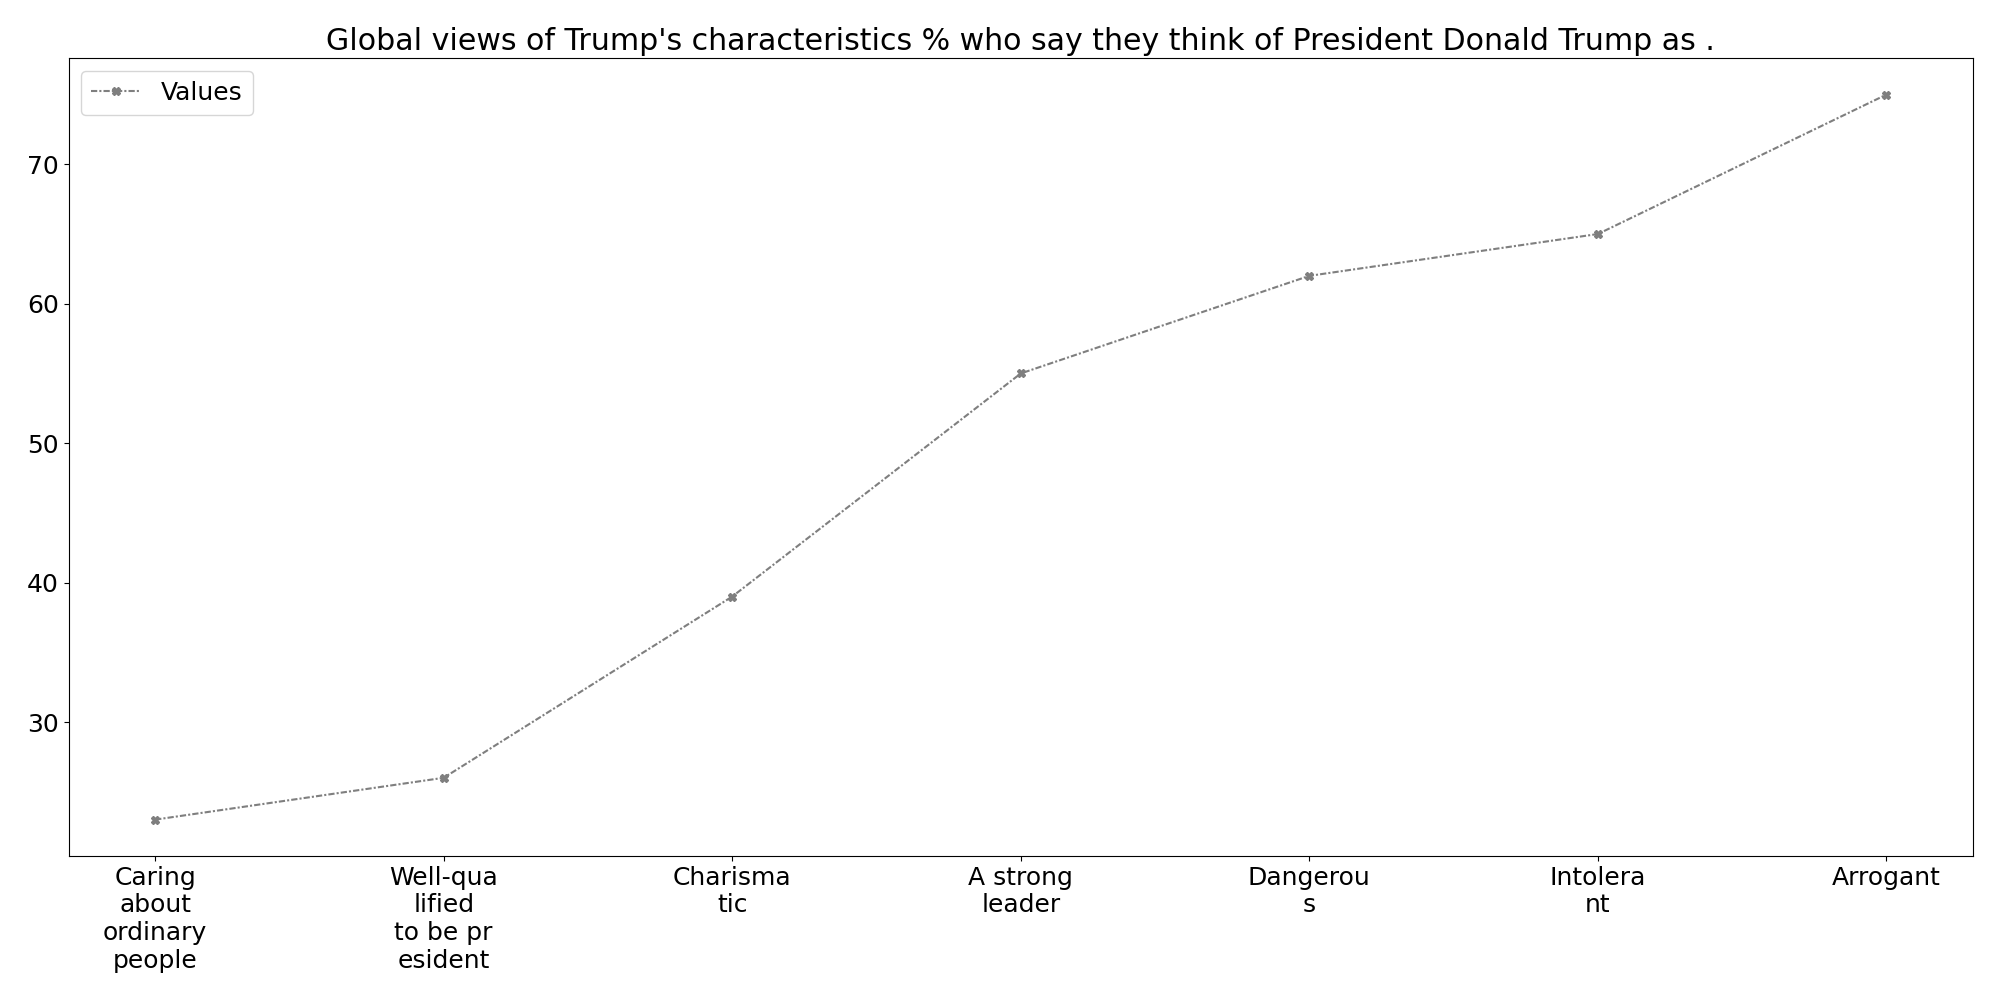 Global views of Trump's characteristics % who say they think of President Donald Trump as .
Values
70
60
50
40
30
Caring
about
ordinary
people
Well-qua
lified
to be pr
esident
Charisma
tic
A strong
leader
Dangerou
s
Intolera
nt
Arrogant